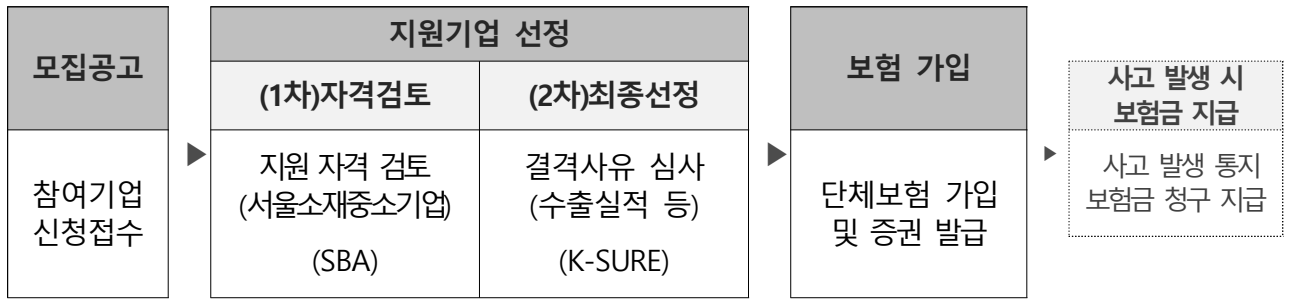 모집공고
참여기업
신청접수
▶
지원기업 선정
(1차)자격검토
지원 자격 검토
(서울소재중소기업)
(SBA)
(2차)최종선정
결격사유 심사
(수출실적 등)
(K-SURE)
▶
보험 가입
단체보험 가입
및 증권 발급
▶
사고 발생 시
보험금 지급
사고 발생 통지
보험금 청구 지급